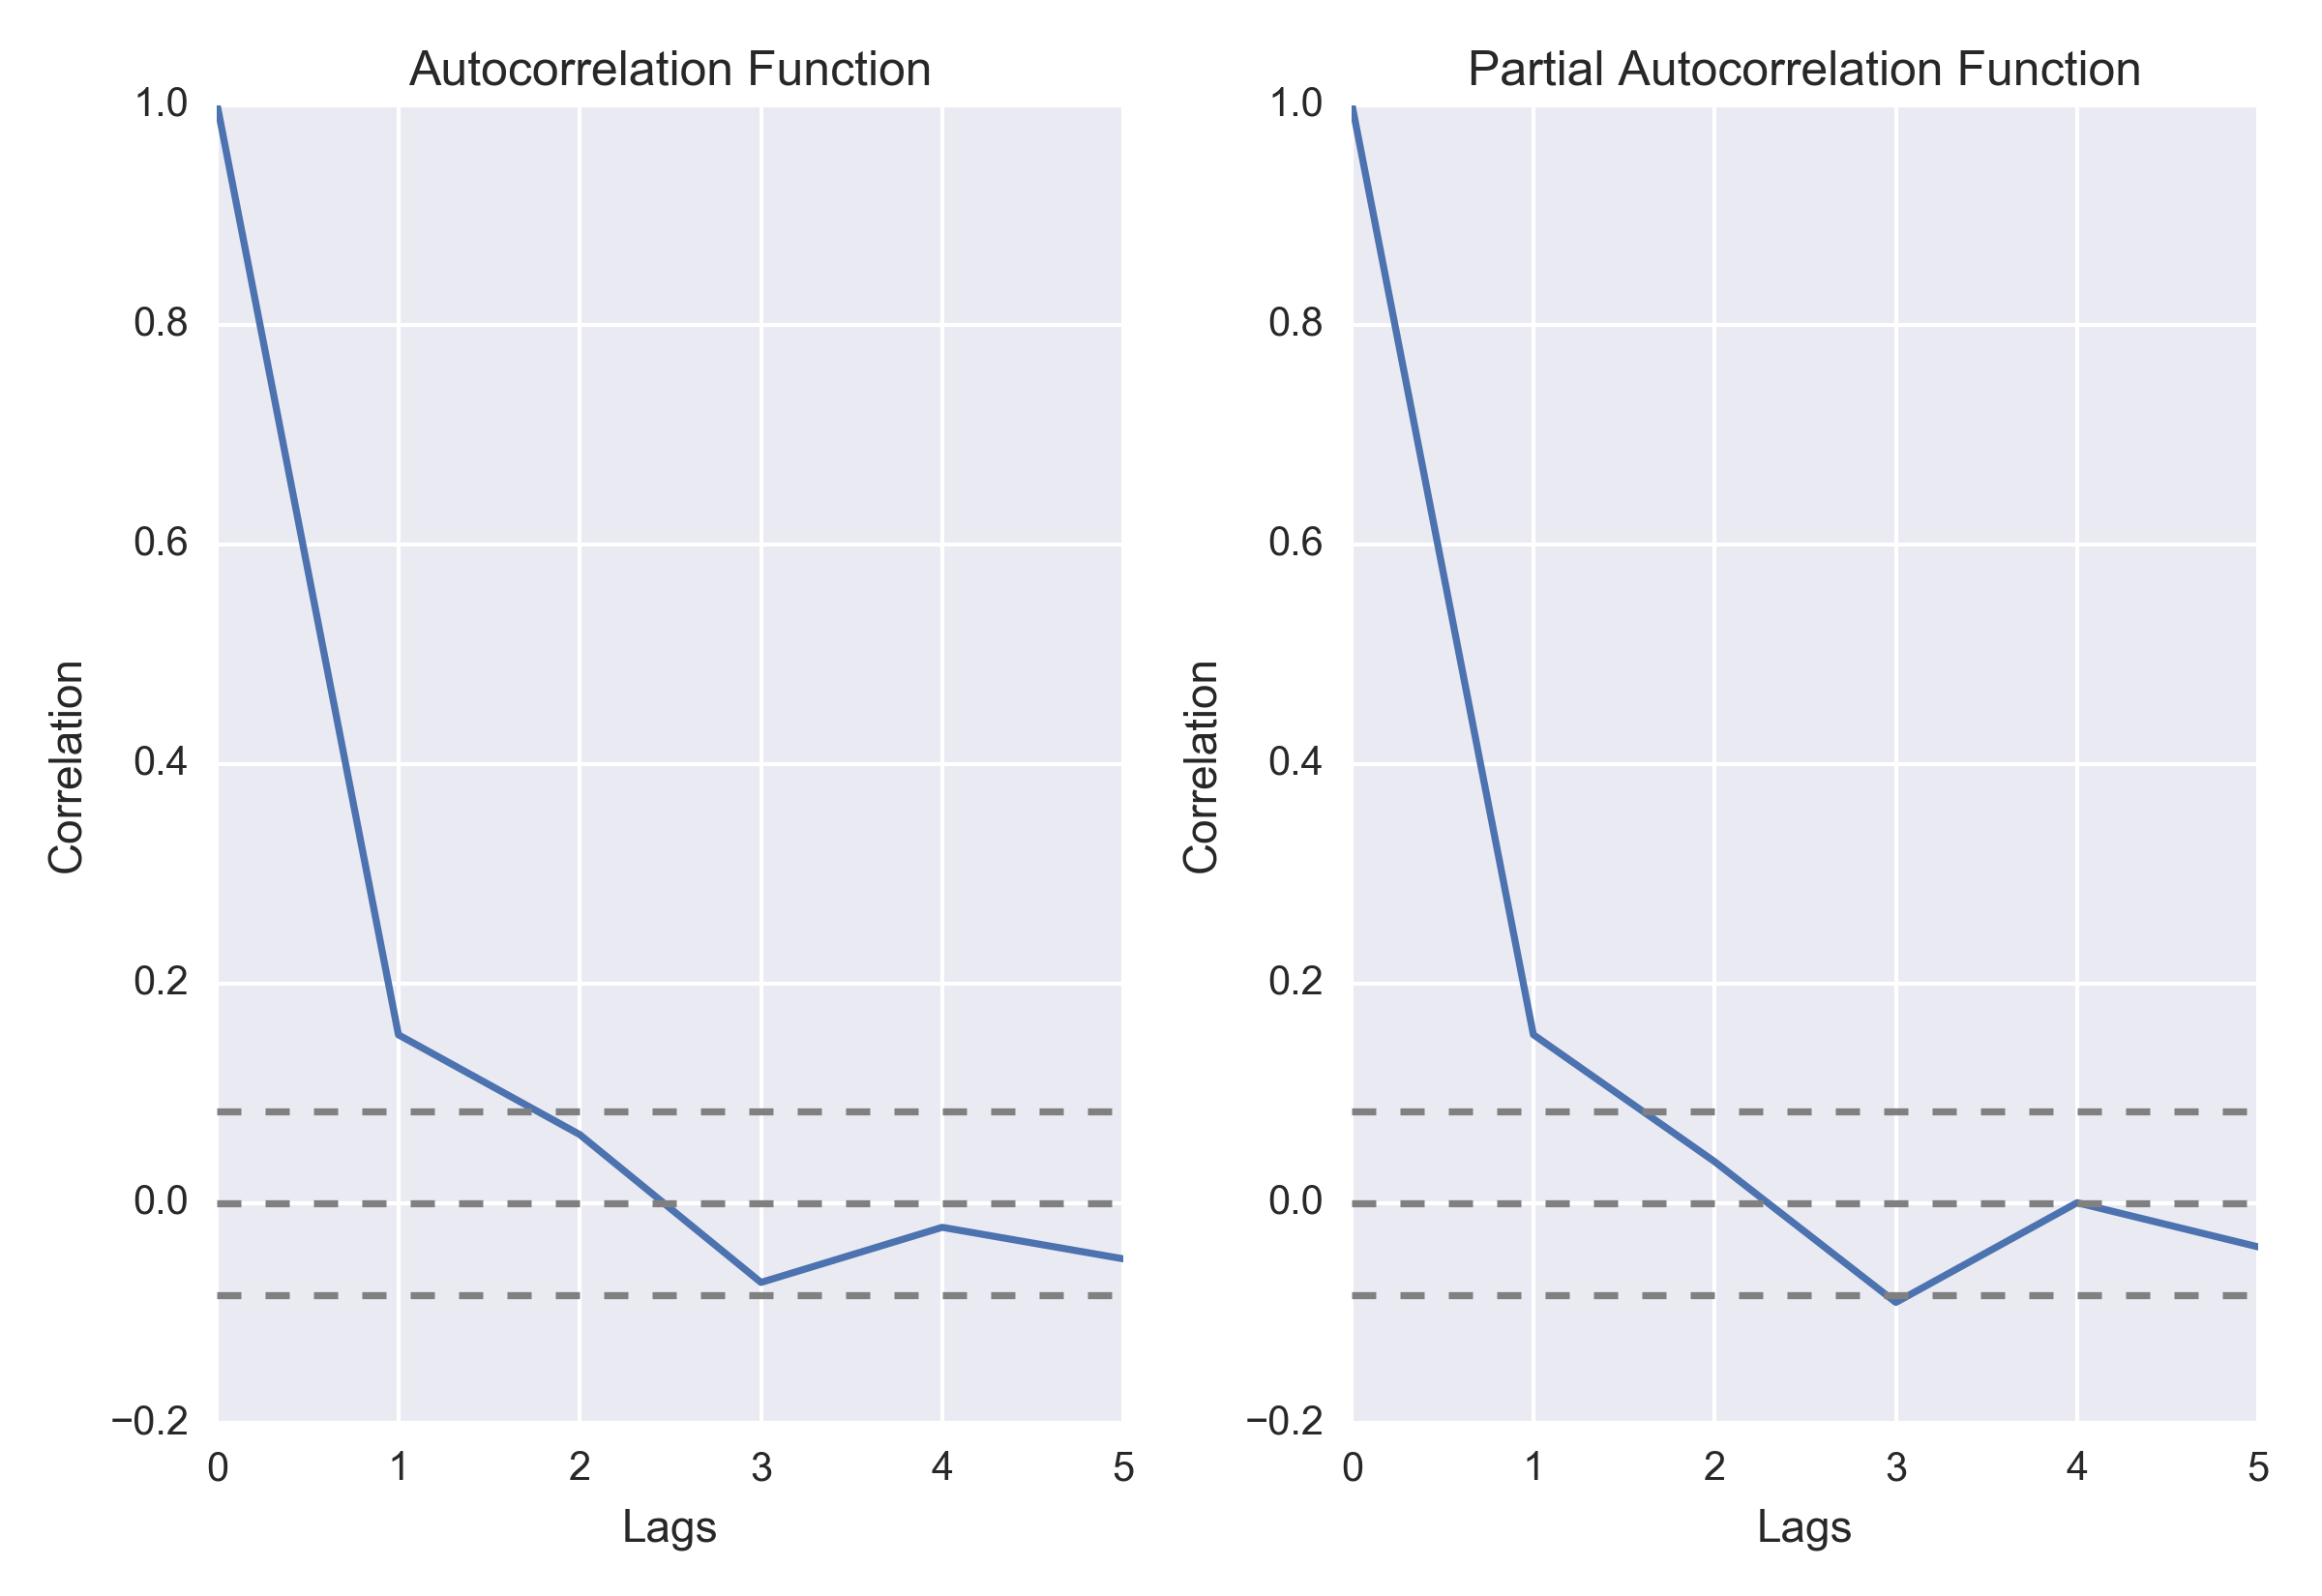 Autocorrelation Function
1.0
0.8
0.6
0.4
0.2
0.0
−0.2
Correlation
0 1 2 3 4 5
Lags
Partial Autocorrelation Function
1.0
0.8
0.6
0.4
0.2
0.0
−0.2
Correlation
0 1 2 3 4 5
Lags